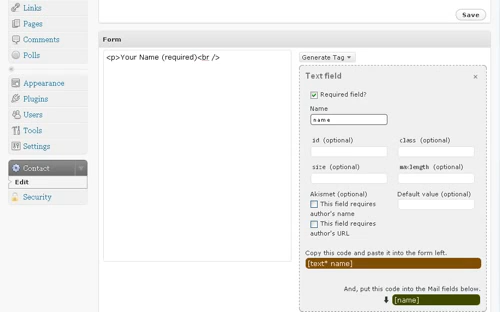 Links
Pages
Comments
Polls
Appearance
Plugins
Users
Tools
Settings
Contact
Edit
Security
Save
Form
<p>Your Name (required)<br />
Generate Tag
Text field
×
Required field?
Name
name
id (optional) class (optional)
size (optional) maxlength (optional)
Akismet (optional) Default value (optional)
This field requires
author's name
This field requires
author's URL
Copy this code and paste it into the form left.
[text* name]
And, put this code into the Mail fields below.
[name]